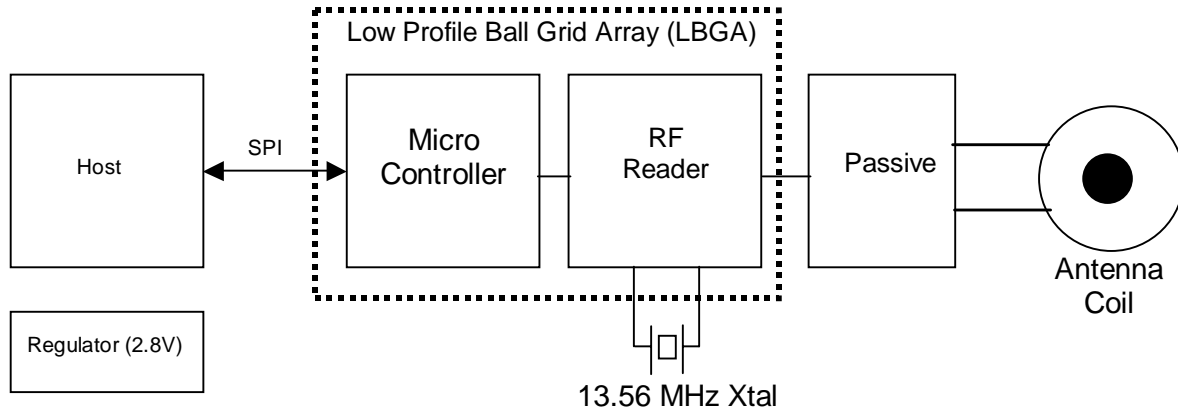 Low Profile Ball Grid Array (LBGA)
Host
SPI
Micro
Controller
RF
Reader
Passive
Antenna
Coil
Regulator (2.8V)
13.56 MHz Xtal